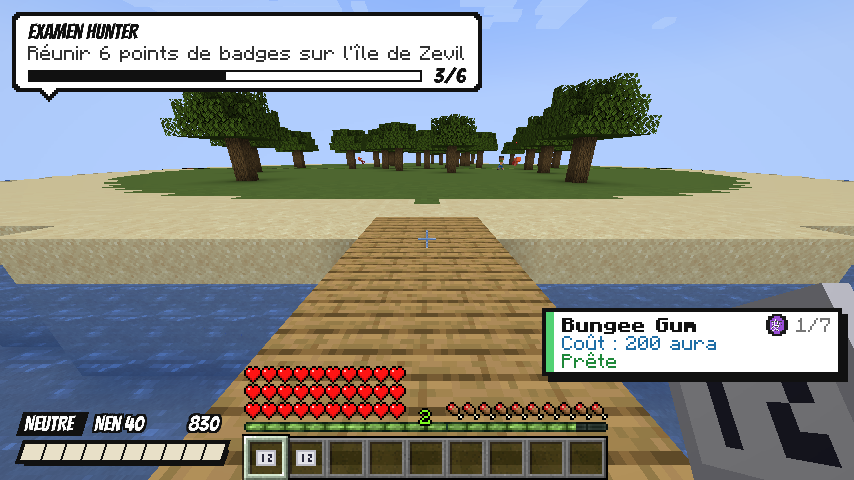 EXAMEN HUNTER
Réunir 6 points de badges sur l'île de Zevil
3/6
Bungee Gum
1/7
Coût : 200 aura
Prête
NEUTRE
NEN 40
830
2
12
12
12